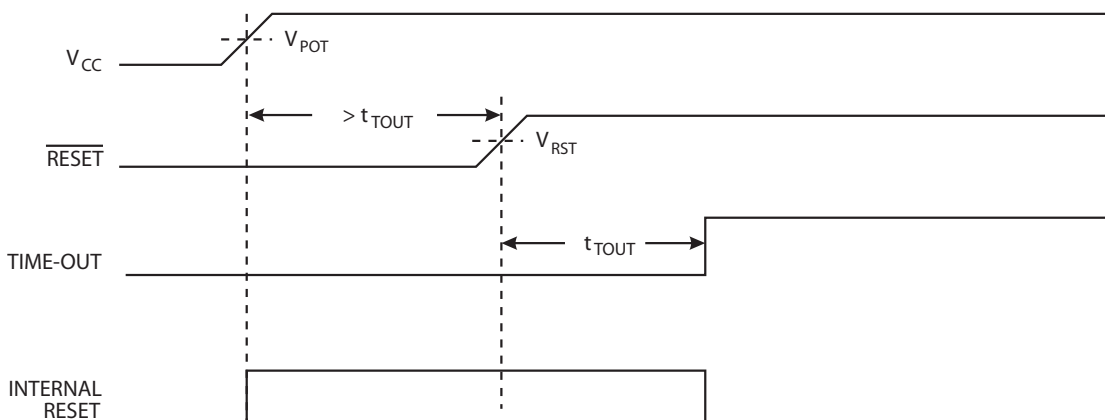 V_CC
V_POT
> t_TOUT
RESET
V_RST
t_TOUT
TIME-OUT
INTERNAL
RESET